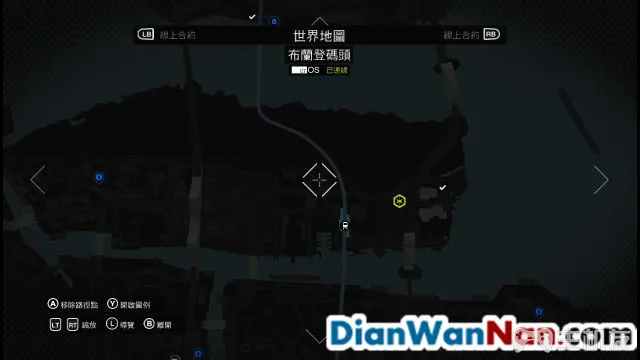 LB 線上合約
世界地圖
線上合約 RB
布蘭登碼頭
ctOS 已連線
A 移除路徑點 Y 開啟圖例
LT RT 縮放 L 導覽 B 離開
DianWanNan.com